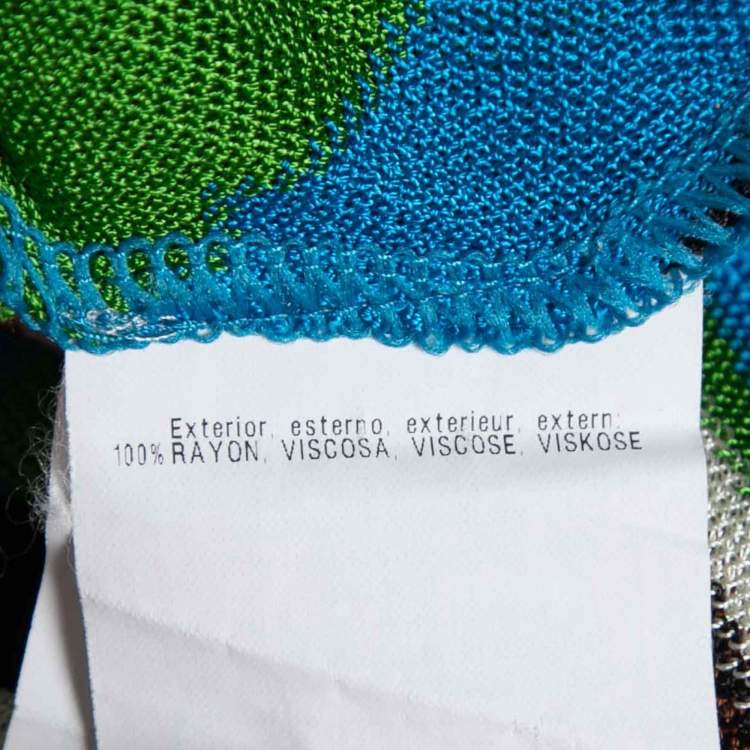 Exterior, esterno, exterieur, extern:
100% RAYON, VISCOSA, VISCOSE, VISKOSE